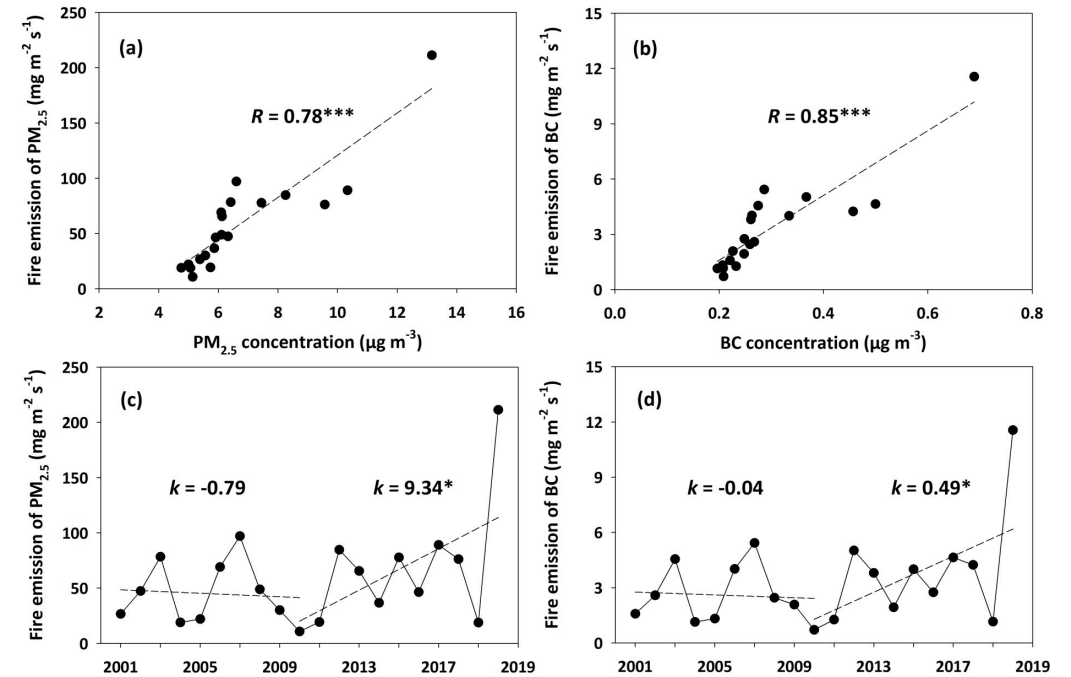 Fire emission of PM2.5 (mg m-2 s-1)
250
200
150
100
50
0
(a)
R = 0.78***
2 4 6 8 10 12 14 16
PM2.5 concentration (µg m-3)
Fire emission of BC (mg m-2 s-1)
15
12
9
6
3
0
(b)
R = 0.85***
0.0 0.2 0.4 0.6 0.8
BC concentration (µg m-3)
Fire emission of PM2.5 (mg m-2 s-1)
250
200
150
100
50
0
(c)
k = -0.79
k = 9.34*
2001 2005 2009 2013 2017 2019
Fire emission of BC (mg m-2 s-1)
15
12
9
6
3
0
(d)
k = -0.04
k = 0.49*
2001 2005 2009 2013 2017 2019